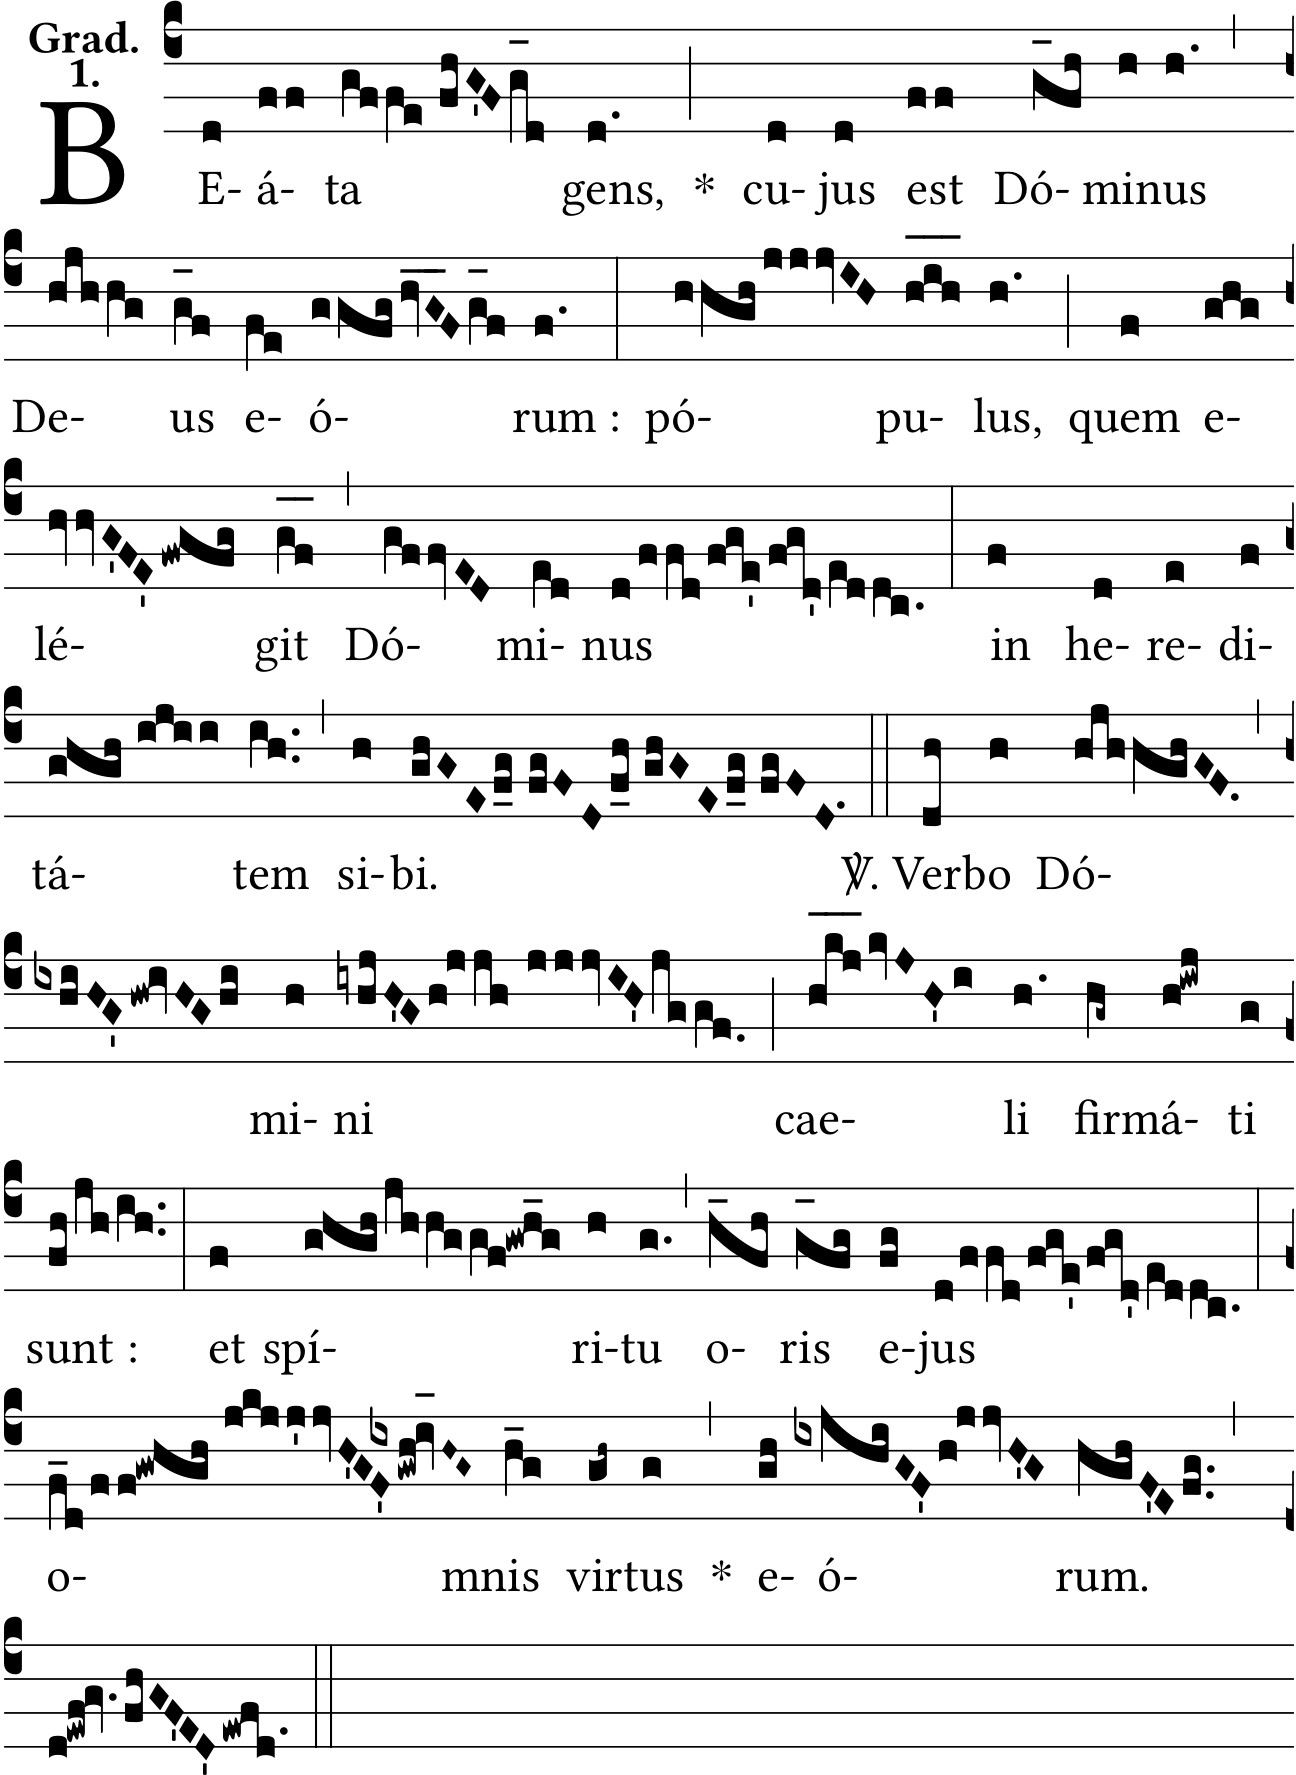 Grad.
1.
BE- á- ta gens, * cu- jus est Dó- minus
De- us e- ó- rum : pó- pu- lus, quem e-
lé- git Dó- mi- nus in he- re- di-
tá- tem si- bi. ℣. Verbo Dó-
mi- ni cae- li firmá- ti
sunt : et spí- ri-tu o- ris e-jus
o- mnis virtus * e- ó- rum.